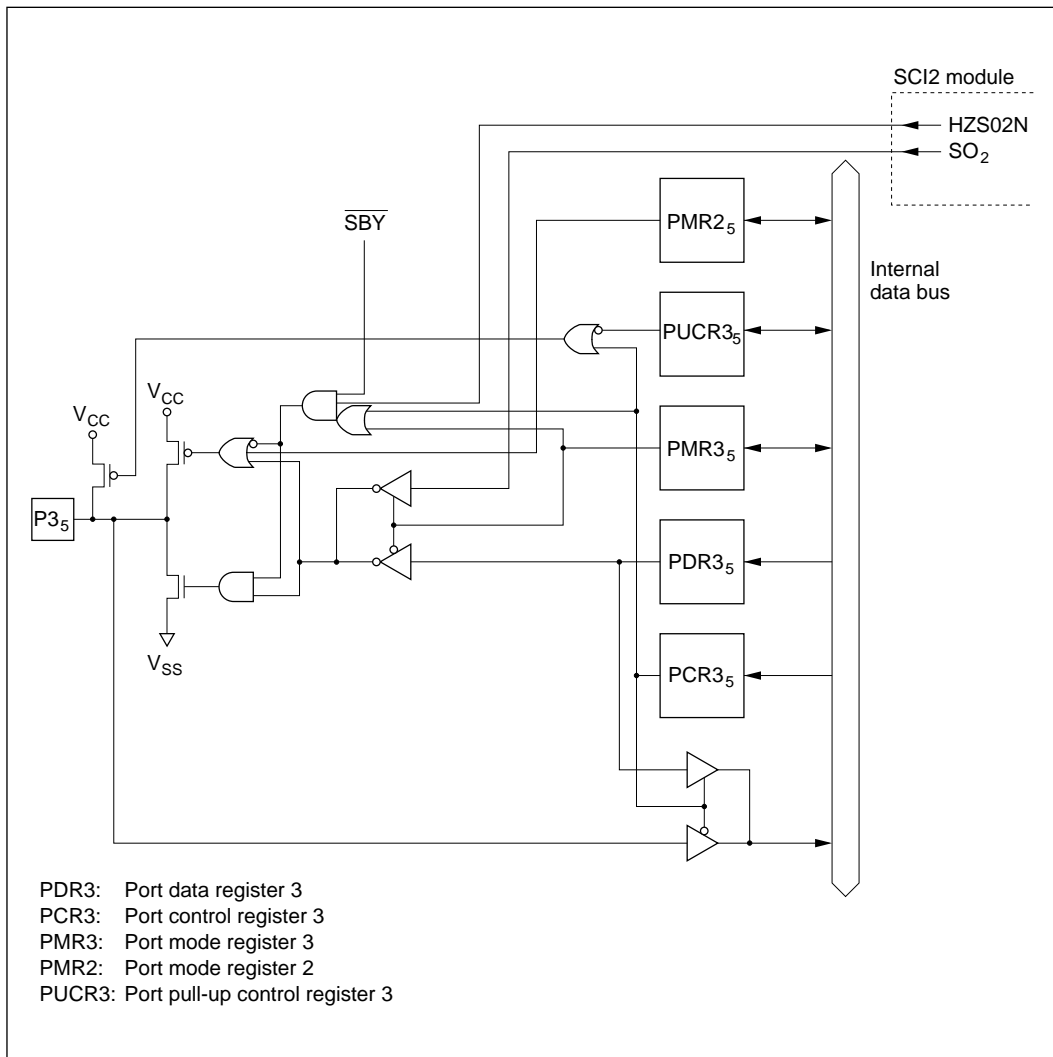 SCI2 module
HZS02N
SO2
SBY
PMR25
Internal
data bus
PUCR35
VCC
VCC
PMR35
P35
PDR35
VSS
PCR35
PDR3: Port data register 3
PCR3: Port control register 3
PMR3: Port mode register 3
PMR2: Port mode register 2
PUCR3: Port pull-up control register 3